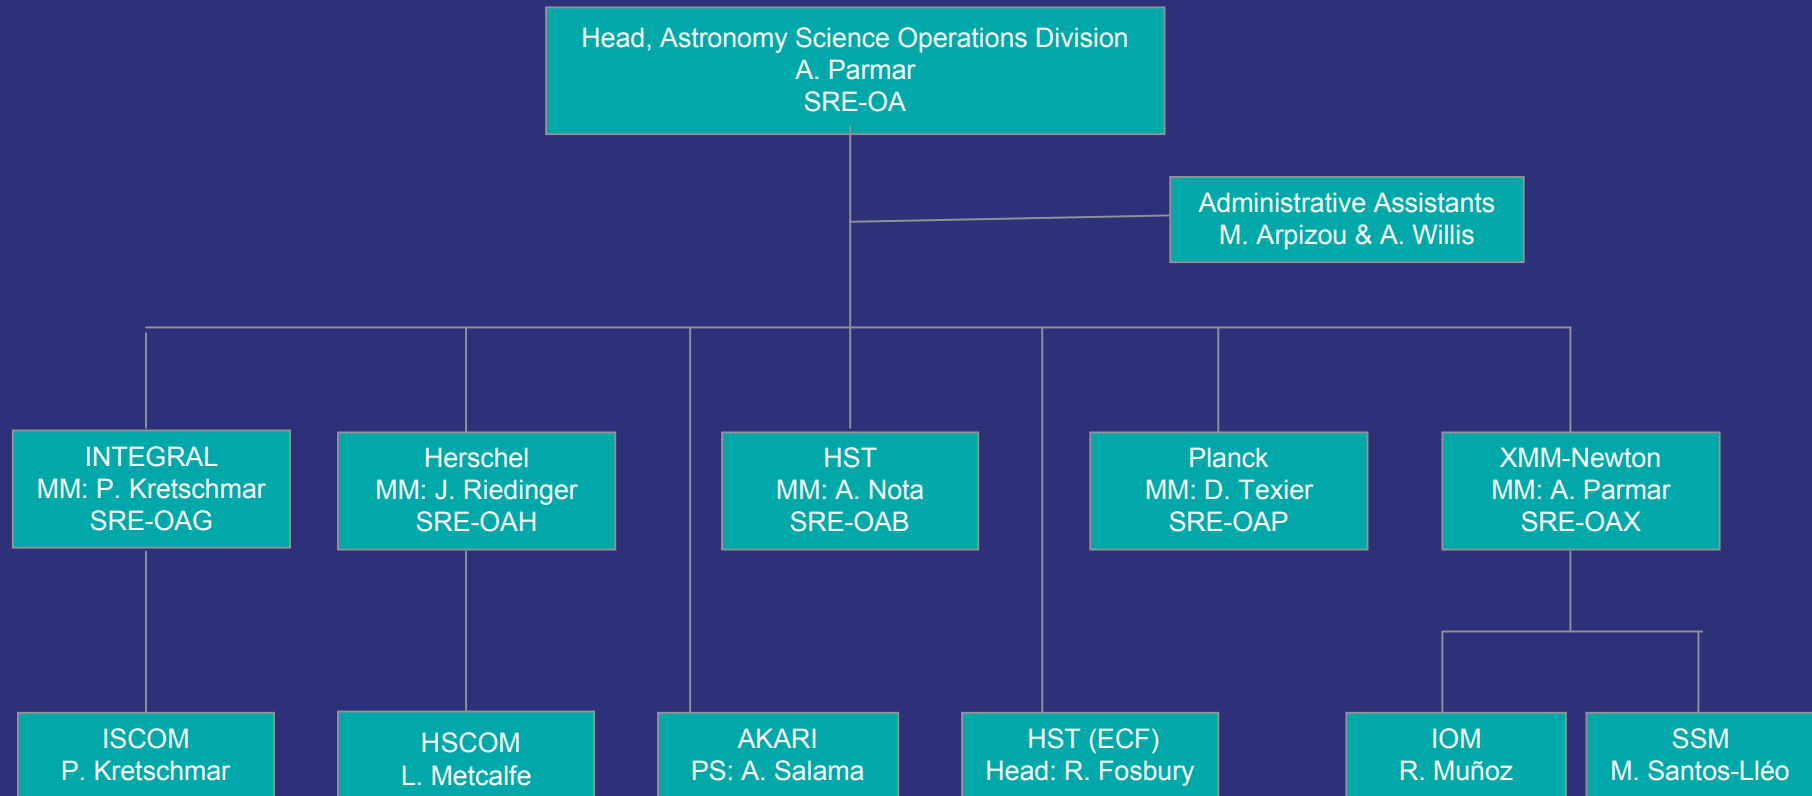 Head, Astronomy Science Operations Division
A. Parmar
SRE-OA
Administrative Assistants
M. Arpizou & A. Willis
INTEGRAL
MM: P. Kretschmar
SRE-OAG
Herschel
MM: J. Riedinger
SRE-OAH
HST
MM: A. Nota
SRE-OAB
Planck
MM: D. Texier
SRE-OAP
XMM-Newton
MM: A. Parmar
SRE-OAX
ISCOM
P. Kretschmar
HSCOM
L. Metcalfe
AKARI
PS: A. Salama
HST (ECF)
Head: R. Fosbury
IOM
R. Muñoz
SSM
M. Santos-Lléo